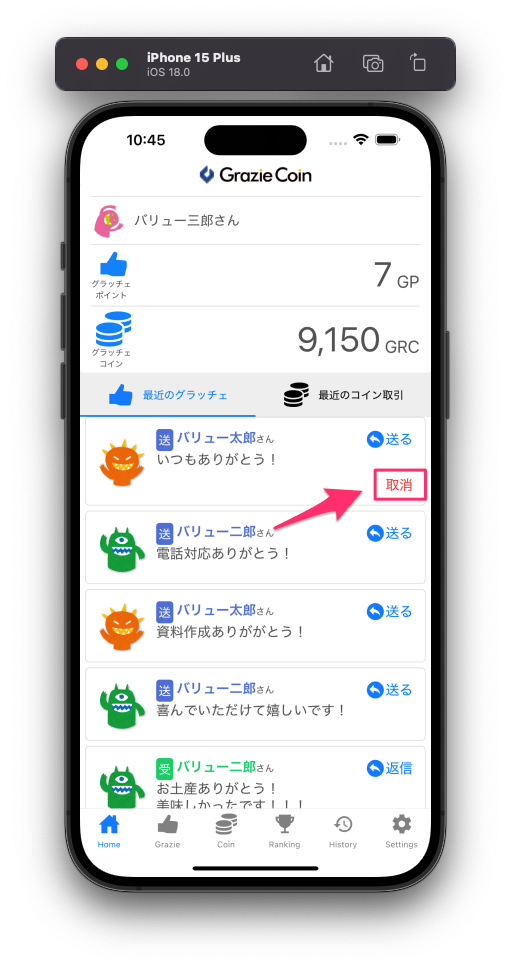 iPhone 15 Plus
iOS 18.0
10:45
Grazie Coin
バリュー三郎さん
グラッチェ
ポイント
7 GP
グラッチェ
コイン
9,150 GRC
最近のグラッチェ
最近のコイン取引
送 バリュー太郎さん
送る
いつもありがとう！
取消
送 バリュー二郎さん
送る
電話対応ありがとう！
送 バリュー太郎さん
送る
資料作成ありががとう！
送 バリュー二郎さん
送る
喜んでいただけて嬉しいです！
受 バリュー二郎さん
返信
お土産ありがとう！
美味しかったです！！！
Home
Grazie
Coin
Ranking
History
Settings